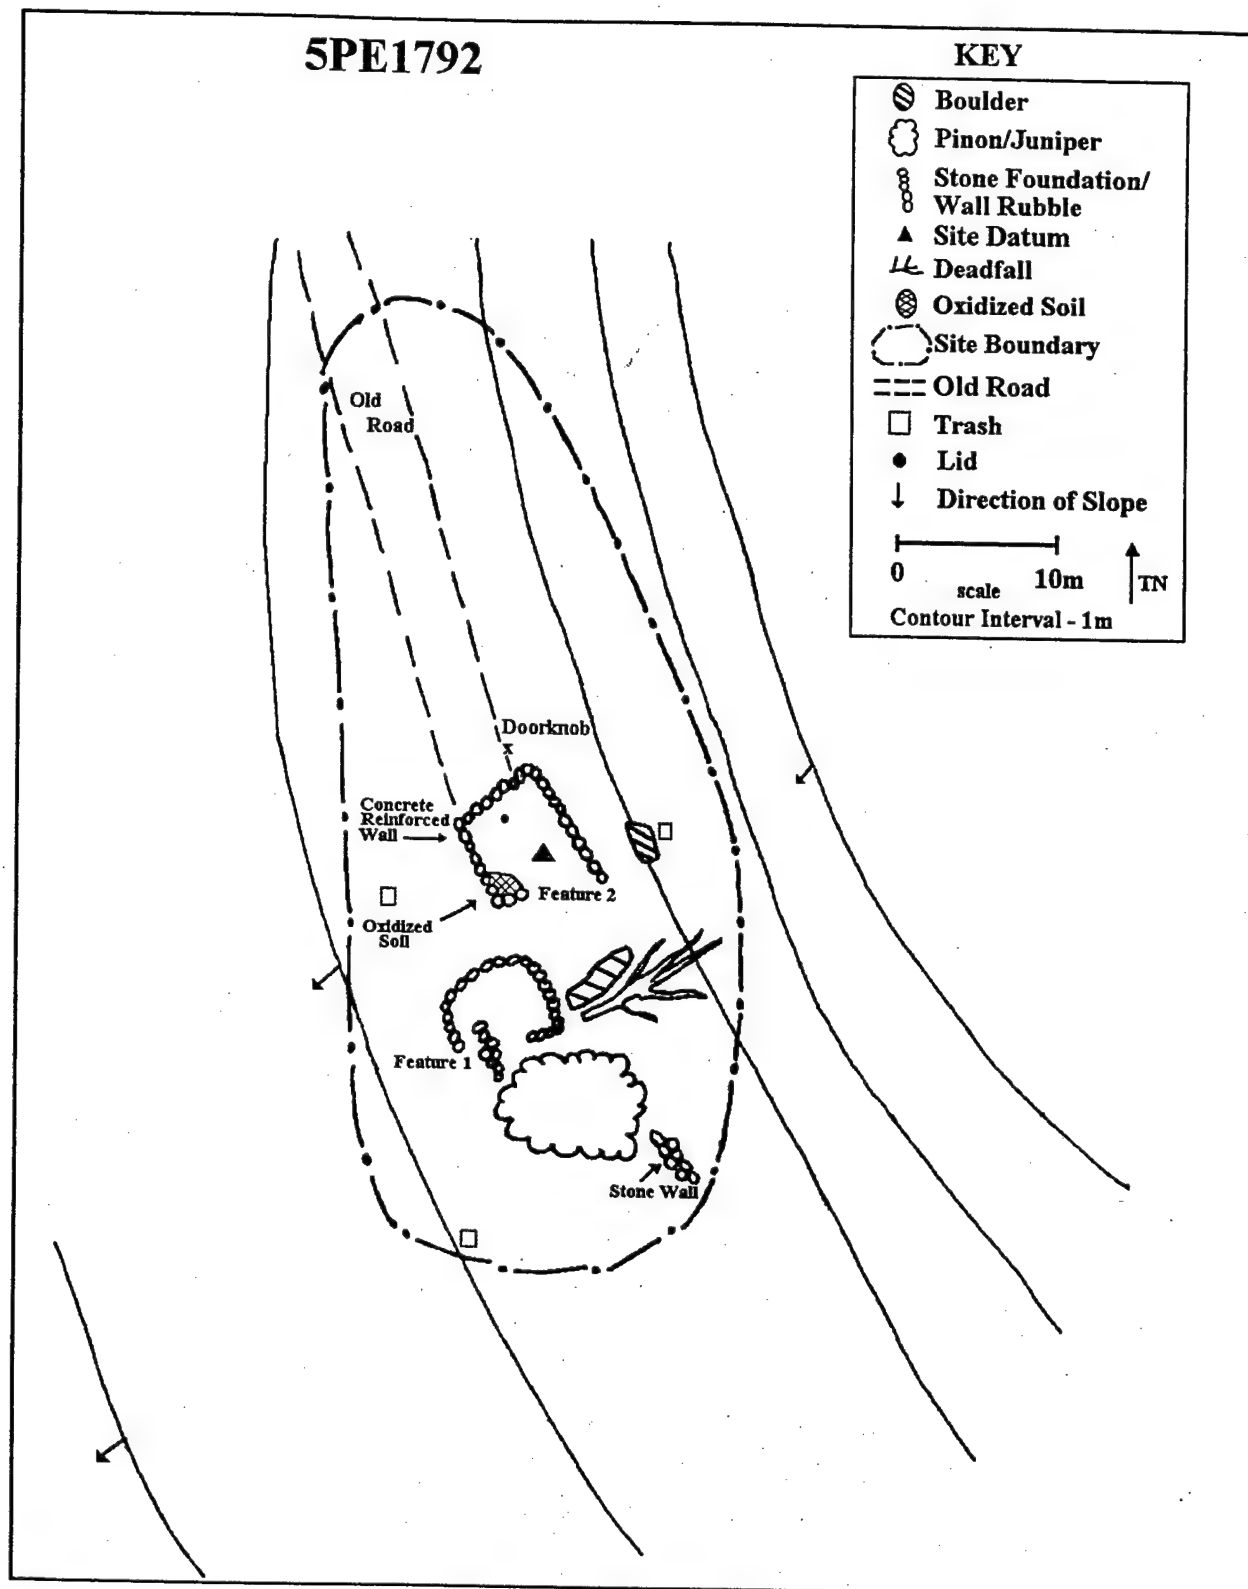 5PE1792
KEY
Boulder
Pinon/Juniper
Stone Foundation/
Wall Rubble
Site Datum
Deadfall
Oxidized Soil
Site Boundary
Old Road
Trash
Lid
Direction of Slope
0 10m
scale
TN
Contour Interval - 1m
Old
Road
Doorknob
x
Concrete
Reinforced
Wall
Feature 2
Oxidized
Soil
Feature 1
Stone Wall